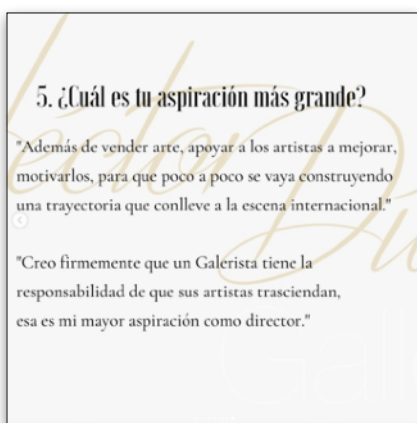 5. ¿Cuál es tu aspiración más grande?
"Además de vender arte, apoyar a los artistas a mejorar,
motivarlos, para que poco a poco se vaya construyendo
una trayectoria que conlleve a la escena internacional."
"Creo firmemente que un Galerista tiene la
responsabilidad de que sus artistas trasciendan,
esa es mi mayor aspiración como director."